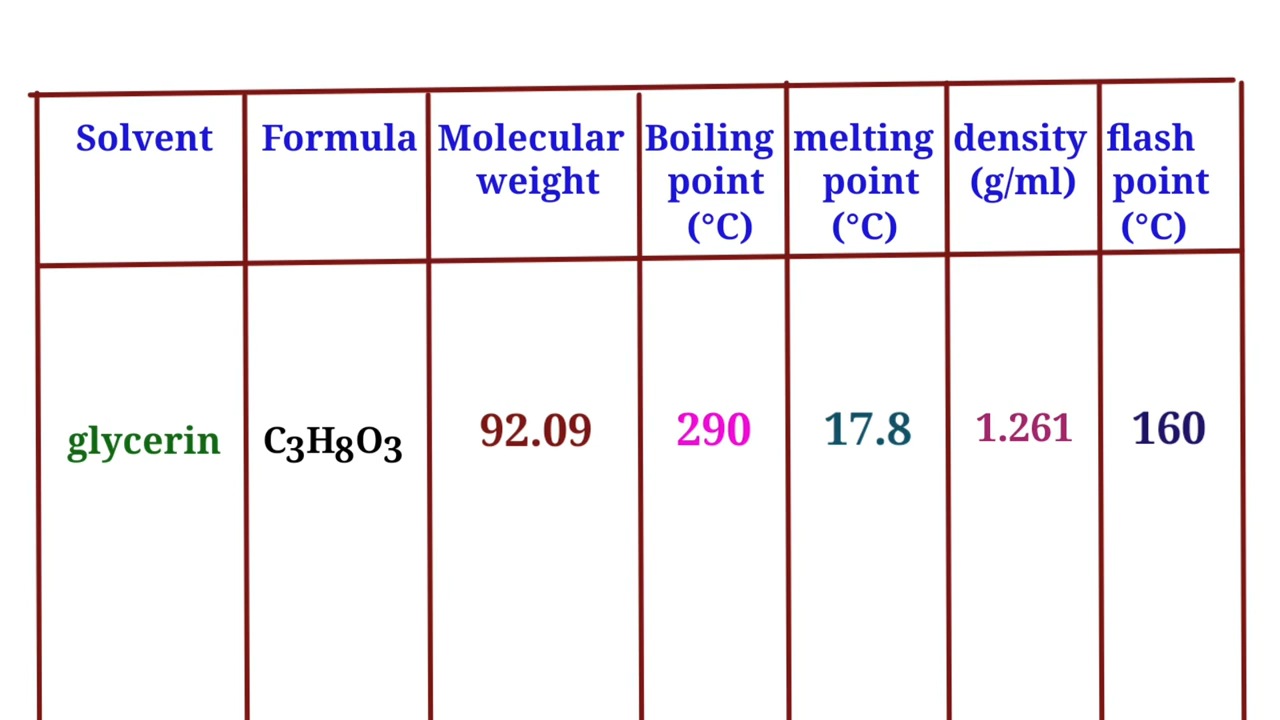 Solvent
Formula
Molecular
weight
Boiling
point
(°C)
melting
point
(°C)
density
(g/ml)
flash
point
(°C)
glycerin
C₃H₈O₃
92.09
290
17.8
1.261
160